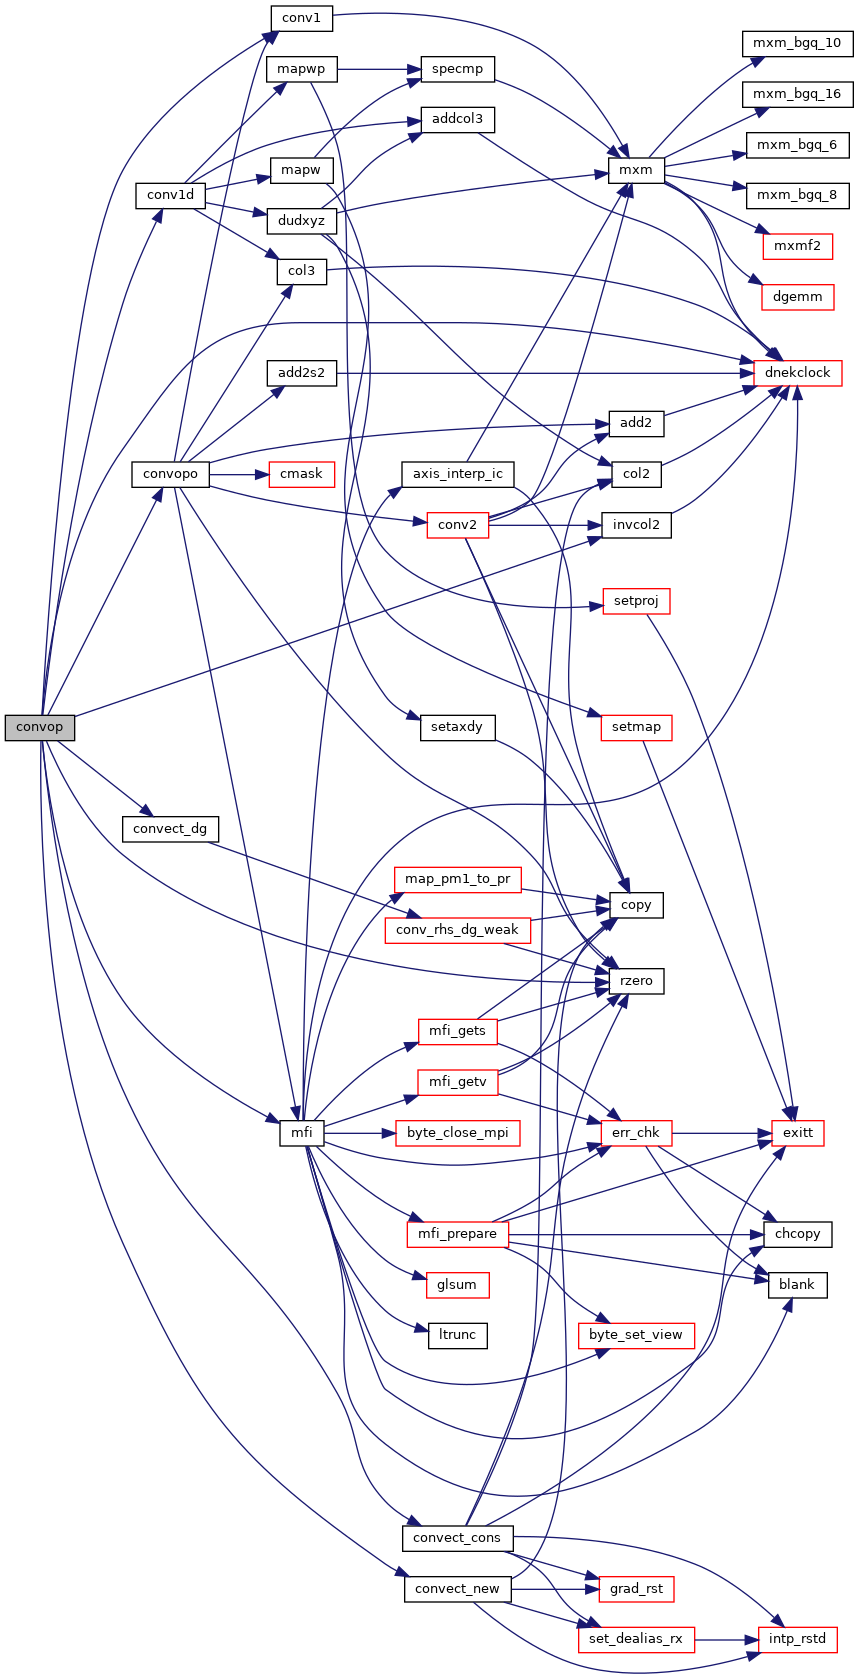 conv1
mxm_bgq_10
mapwp
specmp
mxm_bgq_16
addcol3
mxm_bgq_6
mapw
mxm
conv1d
mxm_bgq_8
dudxyz
mxmf2
col3
dgemm
add2s2
dnekclock
add2
convopo
cmask
axis_interp_ic
col2
conv2
invcol2
setproj
convop
setaxdy
setmap
convect_dg
map_pm1_to_pr
copy
conv_rhs_dg_weak
rzero
mfi_gets
mfi_getv
mfi
byte_close_mpi
err_chk
exitt
mfi_prepare
chcopy
glsum
blank
ltrunc
byte_set_view
convect_cons
convect_new
grad_rst
set_dealias_rx
intp_rstd